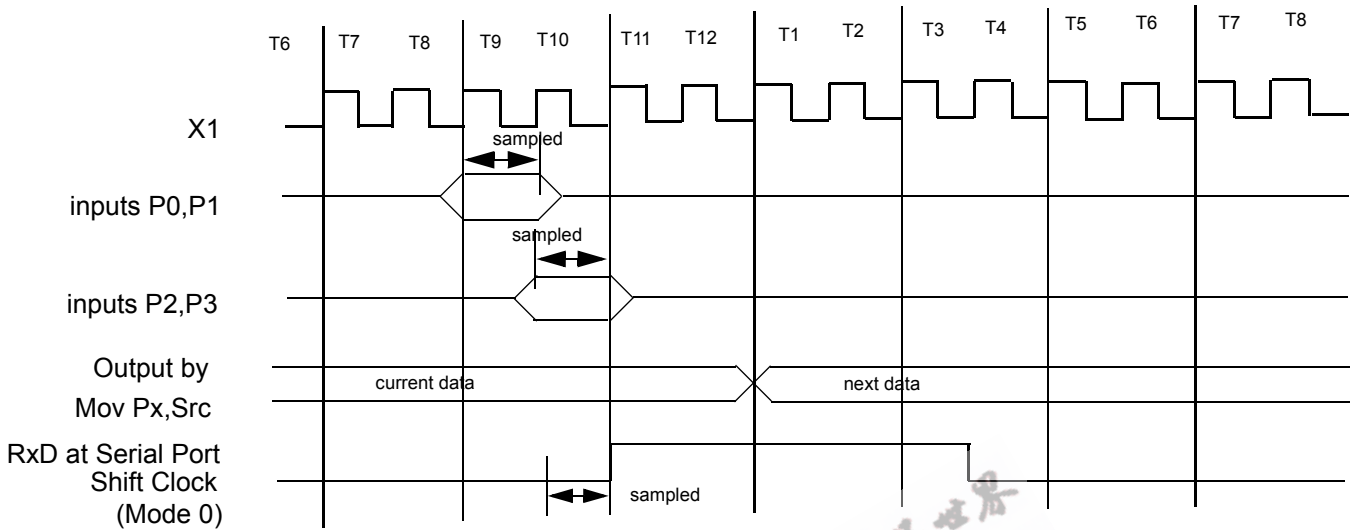 T6 T7 T8 T9 T10 T11 T12 T1 T2 T3 T4 T5 T6 T7 T8
X1
sampled
inputs P0,P1
sampled
inputs P2,P3
Output by
current data next data
Mov Px,Src
RxD at Serial Port
Shift Clock
sampled
(Mode 0)